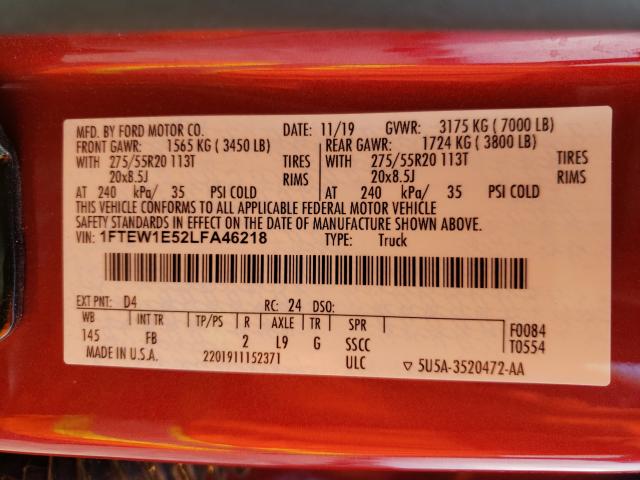 MFD. BY FORD MOTOR CO. DATE: 11/19 GVWR: 3175 KG ( 7000 LB)
FRONT GAWR: 1565 KG ( 3450 LB) REAR GAWR: 1724 KG ( 3800 LB)
WITH 275/55R20 113T TIRES WITH 275/55R20 113T TIRES
20x8.5J RIMS 20x8.5J RIMS
AT 240 kPa/ 35 PSI COLD AT 240 kPa/ 35 PSI COLD
THIS VEHICLE CONFORMS TO ALL APPLICABLE FEDERAL MOTOR VEHICLE
SAFETY STANDARDS IN EFFECT ON THE DATE OF MANUFACTURE SHOWN ABOVE.
VIN: 1FTEW1E52LFA46218 TYPE: Truck
EXT PNT: D4 RC: 24 DSO:
WB INT TR TP/PS R AXLE TR SPR F0084
145 FB 2 L9 G SSCC T0554
MADE IN U.S.A. 2201911152371 ULC ▽ 5U5A-3520472-AA